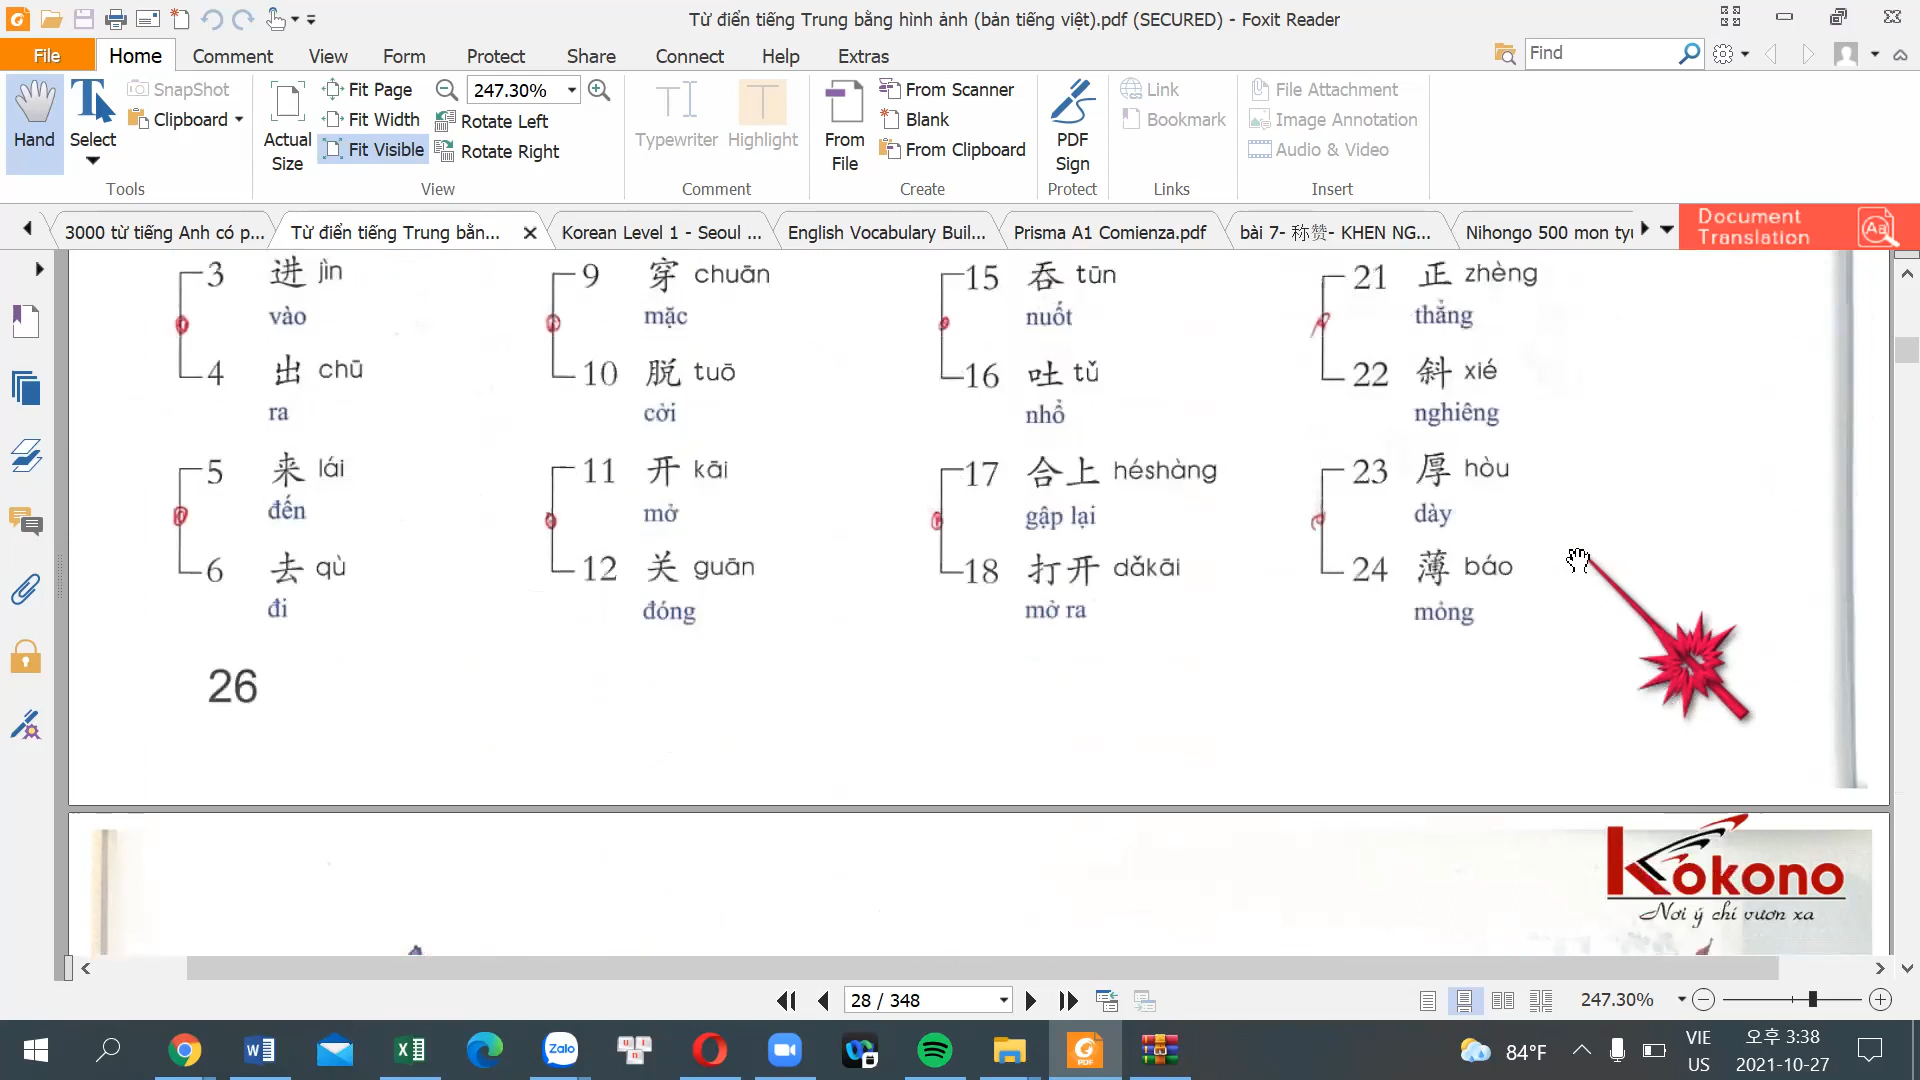 Từ điển tiếng Trung bằng hình ảnh (bản tiếng việt).pdf (SECURED) - Foxit Reader
File Home Comment View Form Protect Share Connect Help Extras
Find
Hand
Select
SnapShot
Clipboard
Tools
Actual Size
Fit Page
Fit Width
Fit Visible
247.30%
Rotate Left
Rotate Right
View
Typewriter
Highlight
Comment
From File
From Scanner
Blank
From Clipboard
Create
PDF Sign
Protect
Link
Bookmark
Links
File Attachment
Image Annotation
Audio & Video
Insert
3000 từ tiếng Anh có p...
Từ điển tiếng Trung bằn...
Korean Level 1 - Seoul ...
English Vocabulary Buil...
Prisma A1 Comienza.pdf
bài 7- 称赞- KHEN NG...
Nihongo 500 mon tyu
Document Translation
3 进 jìn
vào
4 出 chū
ra
5 来 lái
đến
6 去 qù
đi
9 穿 chuān
mặc
10 脱 tuō
cởi
11 开 kāi
mở
12 关 guān
đóng
15 吞 tūn
nuốt
16 吐 tǔ
nhổ
17 合上 héshàng
gập lại
18 打开 dǎkāi
mở ra
21 正 zhèng
thẳng
22 斜 xié
nghiêng
23 厚 hòu
dày
24 薄 báo
mỏng
26
Kokono
Nơi ý chí vươn xa
28 / 348
247.30%
Zalo
84°F
VIE
US
오후 3:38
2021-10-27